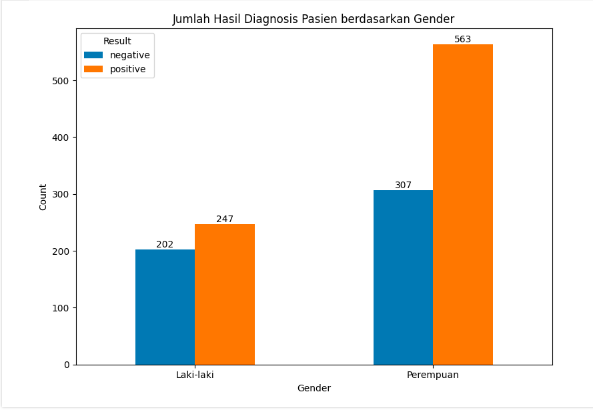 Jumlah Hasil Diagnosis Pasien berdasarkan Gender
Result
negative
positive
563
500
400
307
300
247
202
200
100
0
Count
Laki-laki
Perempuan
Gender